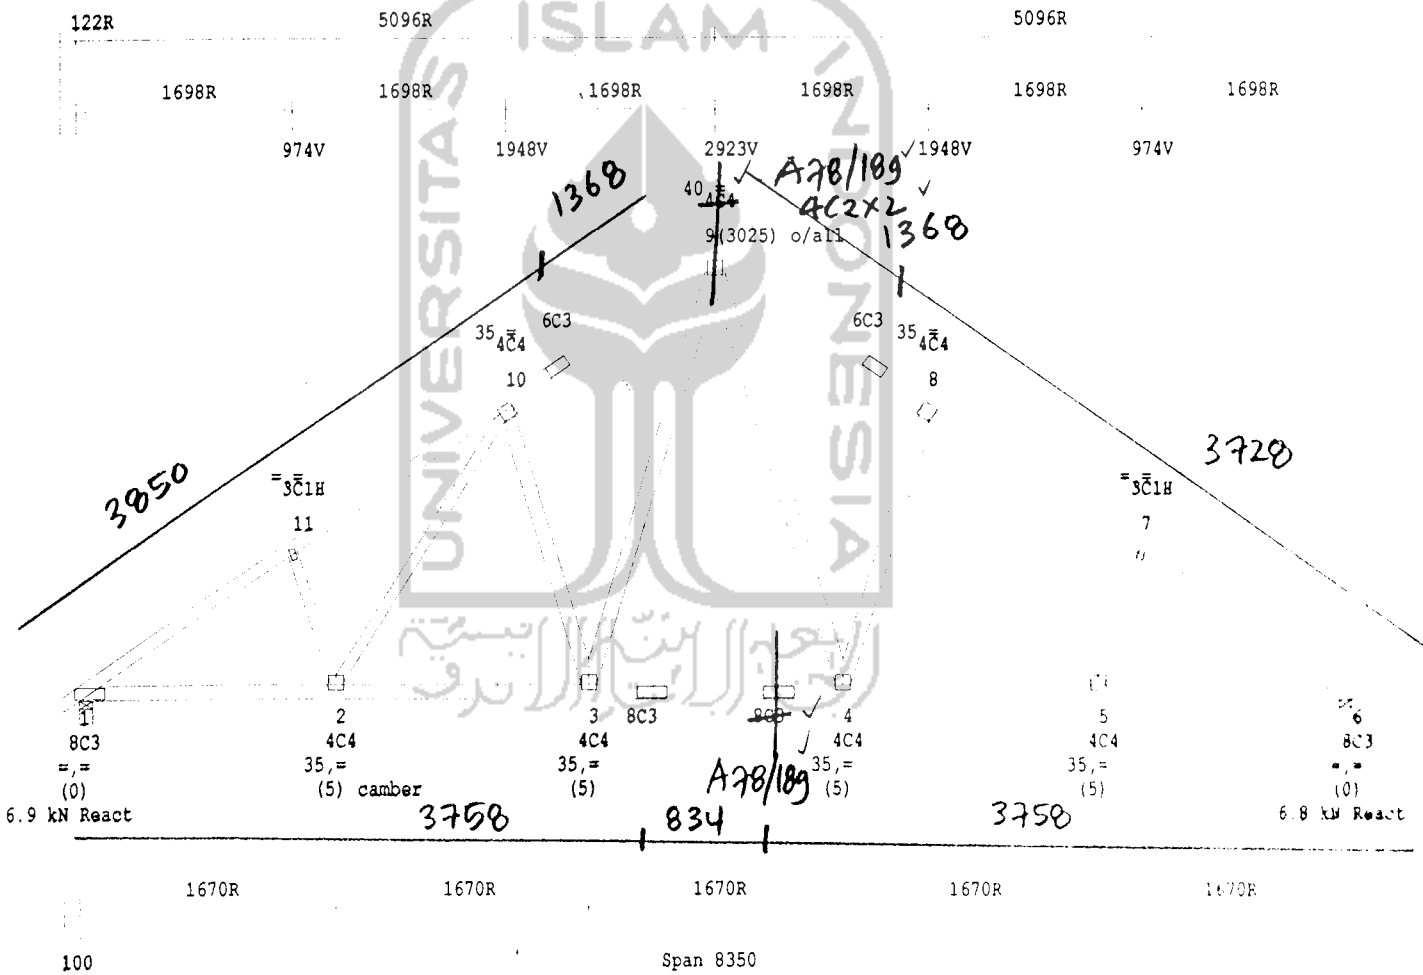 122R 5096R 5096R
ISLAM
1698R 1698R 1698R 1698R 1698R 1698R
974V 1948V 2923V 1948V 974V
UNIVERSITAS
INDONESIA
1368
A78/189
40 =
4C4
4C2X2
9(3025) o/all
1368
6C3 6C3
35 = 35 =
4C4 4C4
10 8
3850
3728
= = = =
3C1H 3C1H
11 7
1 2 3 8C3 8C3 4 5 6
8C3 4C4 4C4 4C4 4C4 8C3
=,= 35,= 35,= A78/189 35,= 35,= =,=
(0) (5) camber (5) (5) (5) (0)
6.9 kN React 6.8 kN React
3758 834 3758
1670R 1670R 1670R 1670R 1670R
100 Span 8350